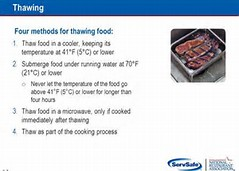 Thawing
Four methods for thawing food:
1. Thaw food in a cooler, keeping its
temperature at 41°F (5°C) or lower
2. Submerge food under running water at 70°F
(21°C) or lower
o Never let the temperature of the food go
above 41°F (5°C) or lower for longer than
four hours
3. Thaw food in a microwave, only if cooked
immediately after thawing
4. Thaw as part of the cooking process
ServSafe
NATIONAL
RESTAURANT
ASSOCIATION